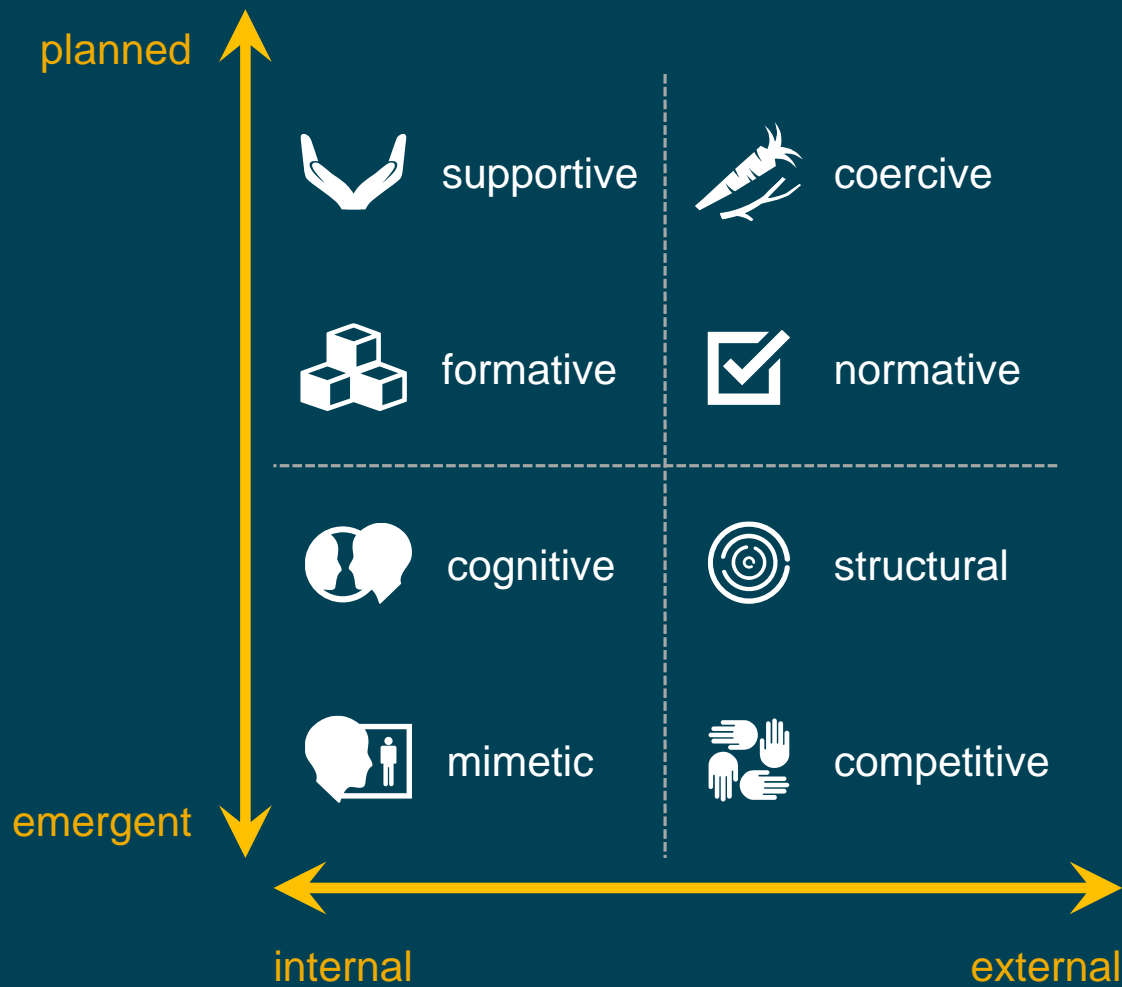 planned
supportive
coercive
formative
normative
cognitive
structural
mimetic
competitive
emergent
internal
external